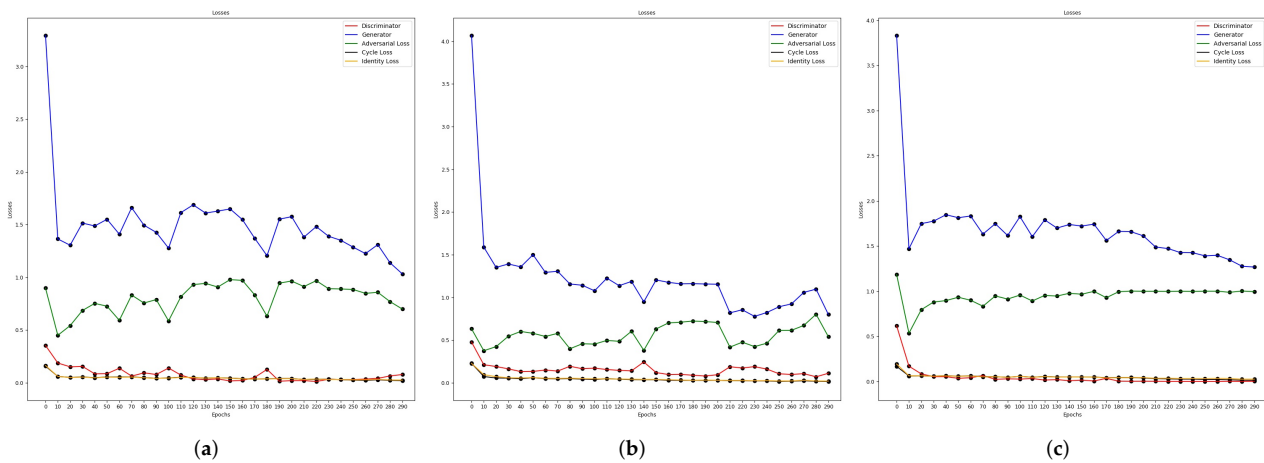 Losses
Discriminator
Generator
Adversarial Loss
Cycle Loss
Identity Loss
3.0
2.5
2.0
1.5
1.0
0.5
0.0
Losses
0 10 20 30 40 50 60 70 80 90 100 110 120 130 140 150 160 170 180 190 200 210 220 230 240 250 260 270 280 290
Epochs
(a)
Losses
Discriminator
Generator
Adversarial Loss
Cycle Loss
Identity Loss
4.0
3.5
3.0
2.5
2.0
1.5
1.0
0.5
0.0
Losses
0 10 20 30 40 50 60 70 80 90 100 110 120 130 140 150 160 170 180 190 200 210 220 230 240 250 260 270 280 290
Epochs
(b)
Losses
Discriminator
Generator
Adversarial Loss
Cycle Loss
Identity Loss
4.0
3.5
3.0
2.5
2.0
1.5
1.0
0.5
0.0
Losses
0 10 20 30 40 50 60 70 80 90 100 110 120 130 140 150 160 170 180 190 200 210 220 230 240 250 260 270 280 290
Epochs
(c)